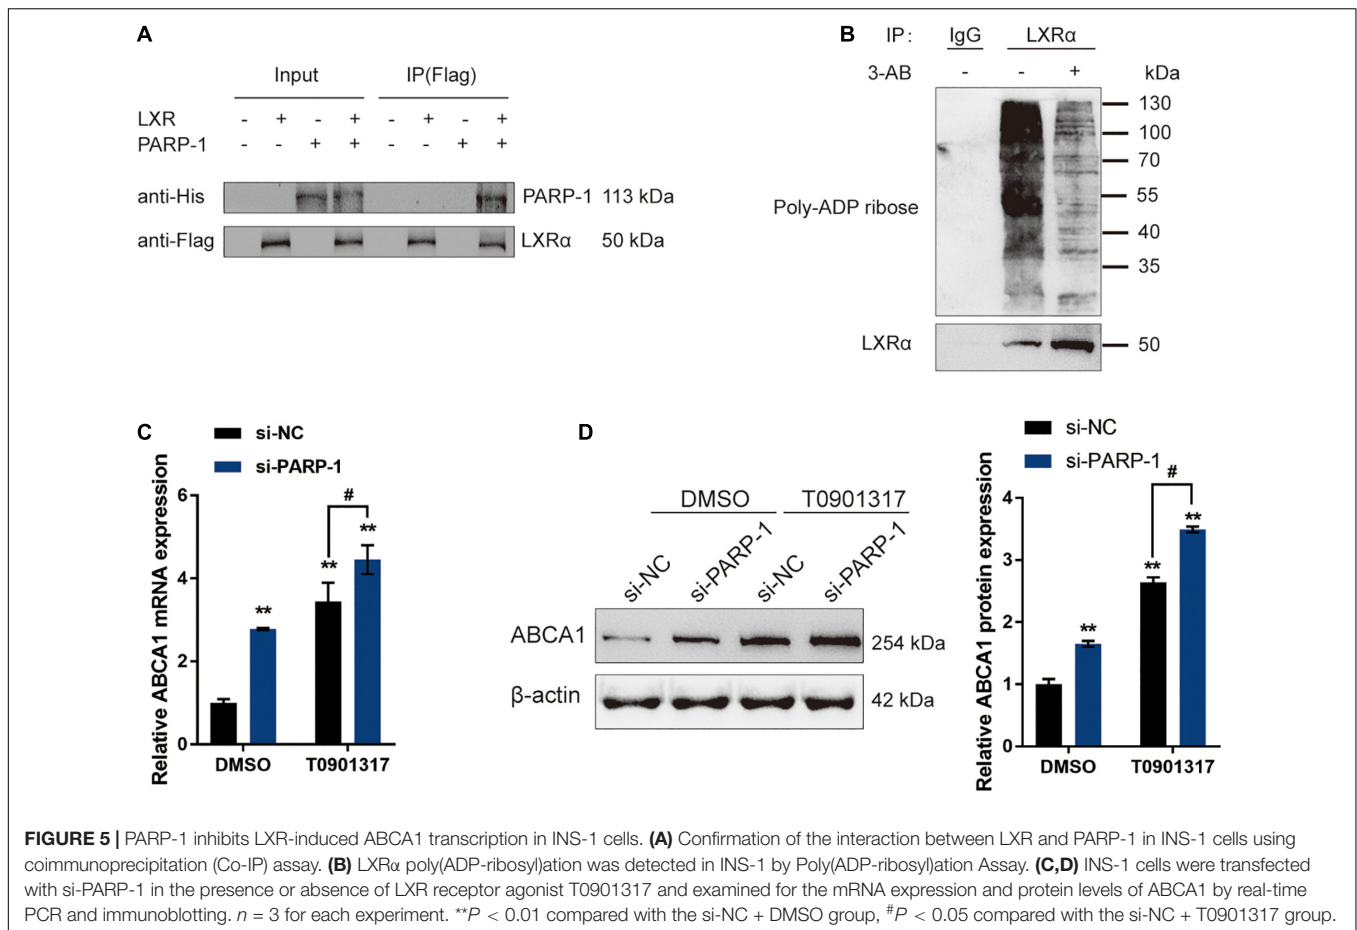 A
Input IP(Flag)
LXR - + - + - + - +
PARP-1 - - + + - - + +
anti-His PARP-1 113 kDa
anti-Flag LXRα 50 kDa
B IP: IgG LXRα
3-AB - - + kDa
130
100
70
55
Poly-ADP ribose
40
35
LXRα 50
C
si-NC
si-PARP-1
Relative ABCA1 mRNA expression
6
4
2
0
**
**
#
**
DMSO T0901317
D
DMSO T0901317
si-NC si-PARP-1 si-NC si-PARP-1
ABCA1 254 kDa
β-actin 42 kDa
si-NC
si-PARP-1
Relative ABCA1 protein expression
4
3
2
1
0
**
**
#
**
DMSO T0901317
FIGURE 5 | PARP-1 inhibits LXR-induced ABCA1 transcription in INS-1 cells. (A) Confirmation of the interaction between LXR and PARP-1 in INS-1 cells using
coimmunoprecipitation (Co-IP) assay. (B) LXRα poly(ADP-ribosyl)ation was detected in INS-1 by Poly(ADP-ribosyl)ation Assay. (C,D) INS-1 cells were transfected
with si-PARP-1 in the presence or absence of LXR receptor agonist T0901317 and examined for the mRNA expression and protein levels of ABCA1 by real-time
PCR and immunoblotting. n = 3 for each experiment. **P < 0.01 compared with the si-NC + DMSO group, #P < 0.05 compared with the si-NC + T0901317 group.